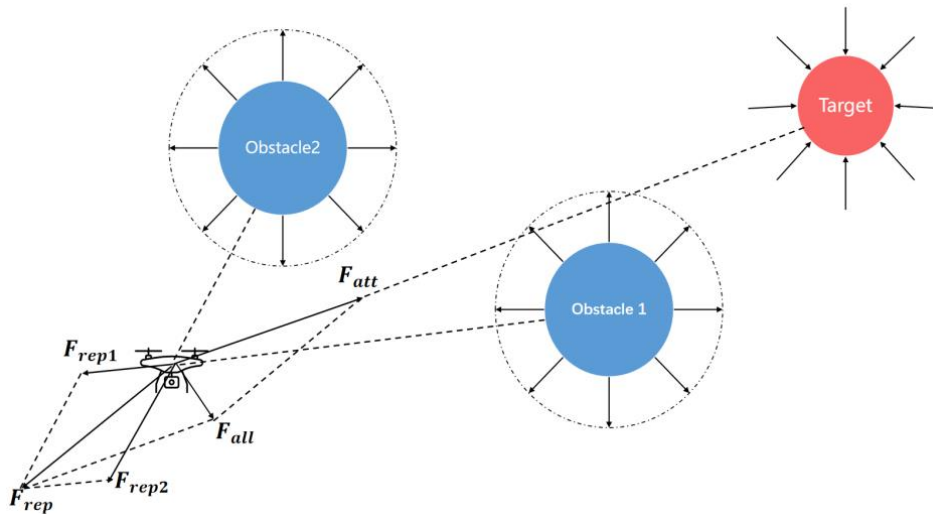 Target
Obstacle2
F_att
Obstacle 1
F_rep1
F_all
F_rep2
F_rep